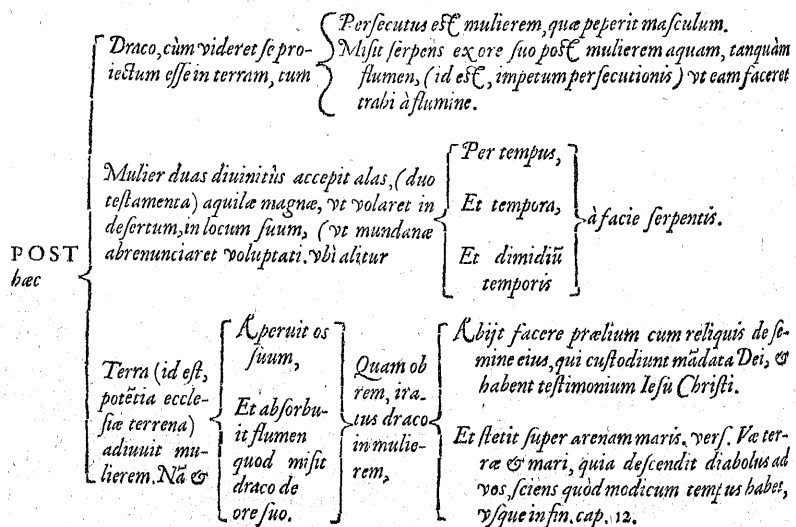 POST
hæc
Draco, cùm videret se pro-
iectum esse in terram, tum
Persecutus est mulierem, quæ peperit masculum.
Misit serpens ex ore suo post mulierem aquam, tanquàm
flumen, (id est, impetum persecutionis) vt eam faceret
trahi à flumine.
Mulier duas diuinitùs accepit alas, (duo
testamenta) aquilæ magnæ, vt volaret in
desertum, in locum suum, (vt mundanæ
abrenunciaret voluptati. vbi alitur
Per tempus,
Et tempora,
Et dimidiũ
temporis
à facie serpentis.
Terra (id est,
potẽtia eccle-
siæ terrena)
adiuuit mu-
lierem. Nã &
Aperuit os
suum,
Et absorbu-
it flumen
quod misit
draco de
ore suo.
Quam ob
rem, ira-
tus draco
in mulie-
rem,
Abijt facere prælium cum reliquis de se-
mine eius, qui custodiunt mãdata Dei, &
habent testimonium Iesu Christi.
Et stetit super arenam maris. vers. Væ ter-
ræ & mari, quia descendit diabolus ad
vos, sciens quòd modicum tempus habet,
vsque in fin. cap. 12.